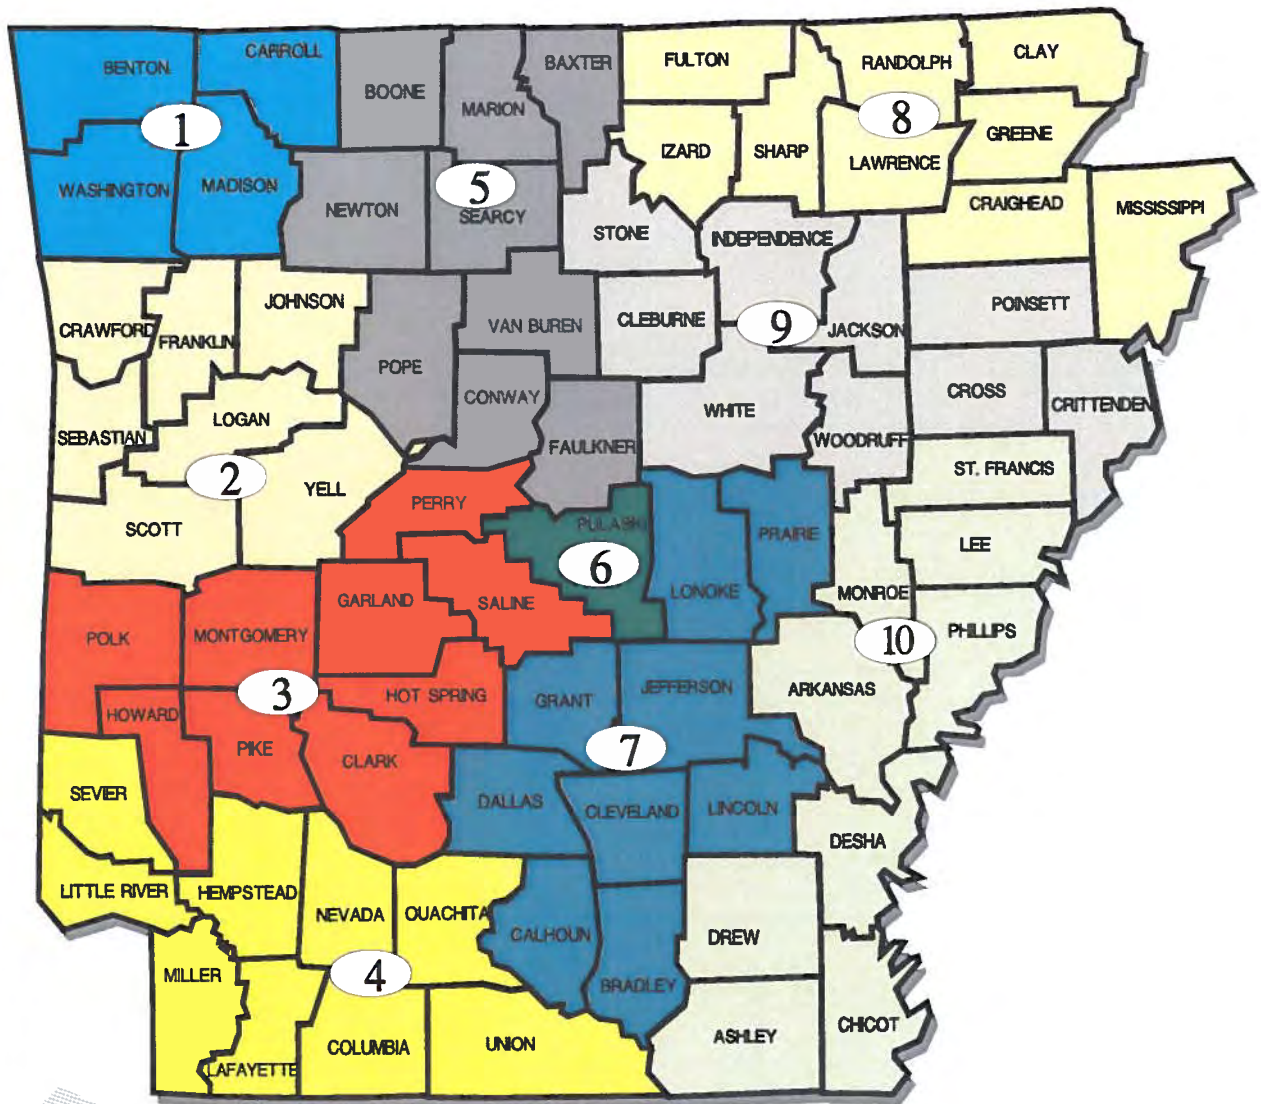 BENTON
CARROLL
BOONE
MARION
BAXTER
FULTON
RANDOLPH
CLAY
1
WASHINGTON
MADISON
NEWTON
5
SEARCY
IZARD
SHARP
8
LAWRENCE
GREENE
CRAIGHEAD
MISSISSIPPI
STONE
INDEPENDENCE
CRAWFORD
FRANKLIN
JOHNSON
POPE
VAN BUREN
CLEBURNE
9
JACKSON
POINSETT
SEBASTIAN
LOGAN
CONWAY
WHITE
WOODRUFF
CROSS
CRITTENDEN
2
YELL
FAULKNER
ST. FRANCIS
SCOTT
PERRY
PULASKI
6
LONOKE
PRAIRIE
LEE
MONROE
POLK
MONTGOMERY
GARLAND
SALINE
10
PHILLIPS
3
HOT SPRING
GRANT
JEFFERSON
ARKANSAS
HOWARD
PIKE
CLARK
7
SEVIER
DALLAS
CLEVELAND
LINCOLN
DESHA
LITTLE RIVER
HEMPSTEAD
NEVADA
OUACHITA
CALHOUN
DREW
MILLER
4
BRADLEY
LAFAYETTE
COLUMBIA
UNION
ASHLEY
CHICOT